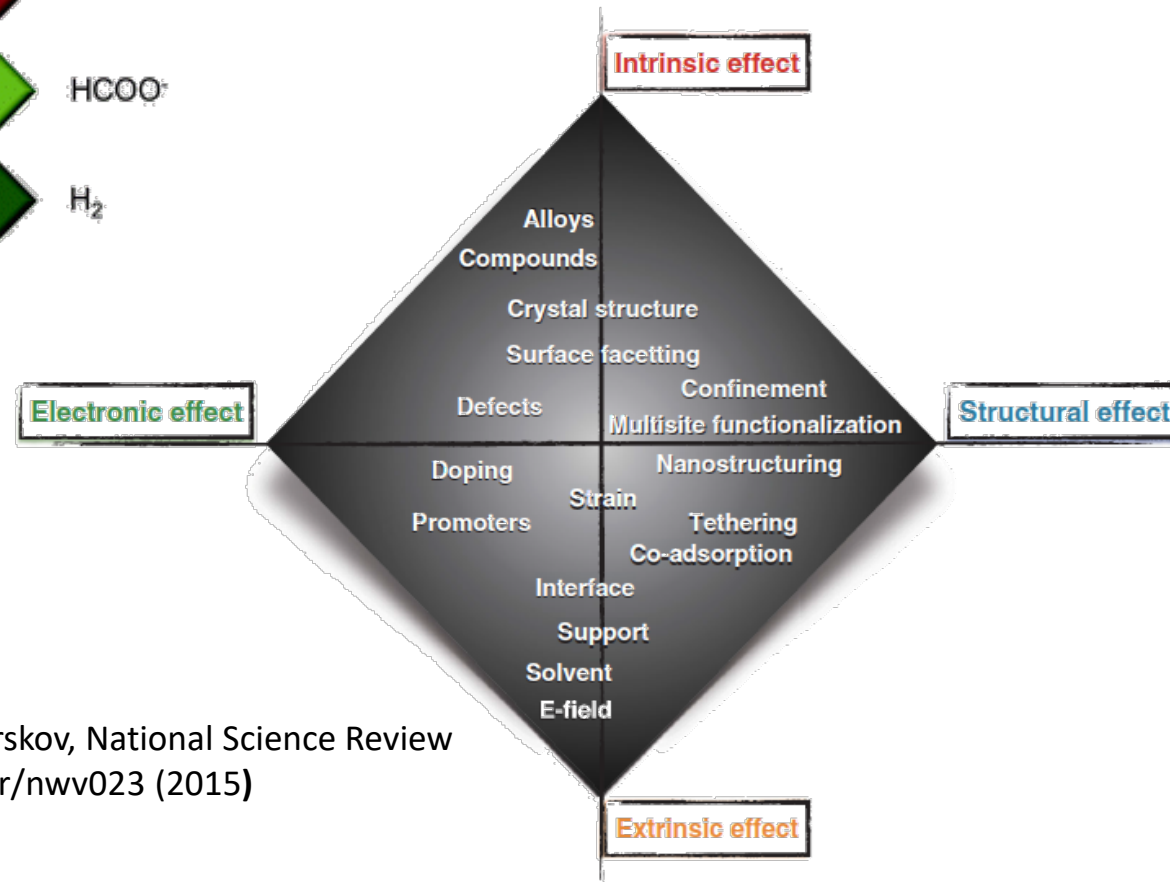 HCOO-
H2
Intrinsic effect
Alloys
Compounds
Crystal structure
Surface facetting
Confinement
Defects
Multisite functionalization
Electronic effect
Structural effect
Doping
Nanostructuring
Strain
Promoters
Tethering
Co-adsorption
Interface
Support
Solvent
E-field
rskov, National Science Review
r/nwv023 (2015)
Extrinsic effect